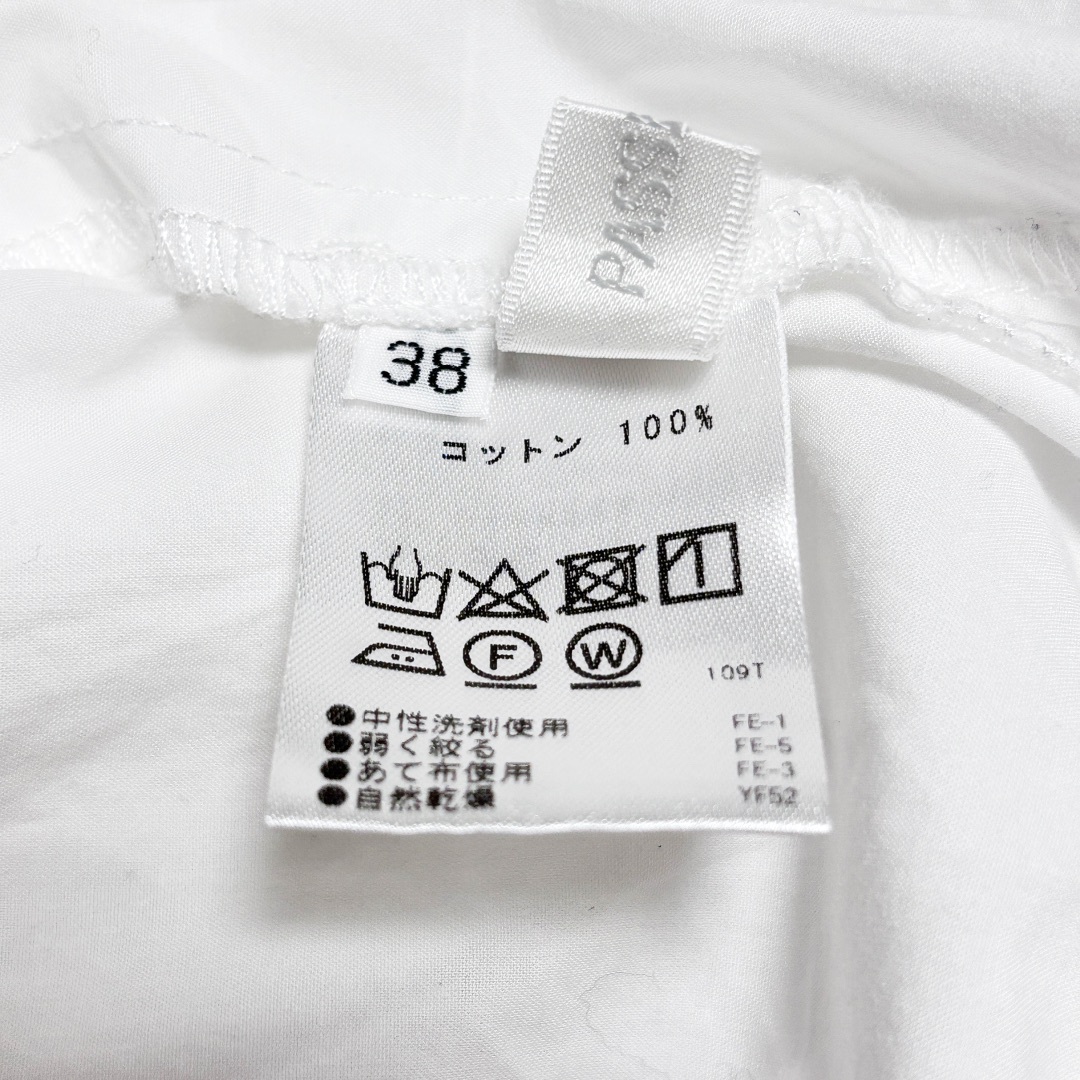 PASSI
38
コットン 100%
F W
109T
●中性洗剤使用 FE-1
●弱く絞る FE-5
●あて布使用 FE-3
●自然乾燥 YF52